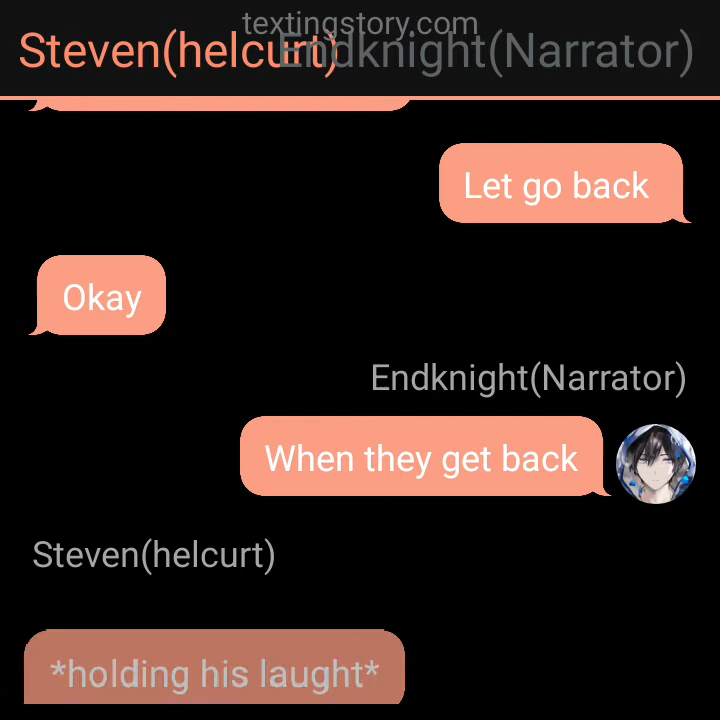 textingstory.com
Steven(helcurt)
Endknight(Narrator)
Let go back
Okay
Endknight(Narrator)
When they get back
Steven(helcurt)
*holding his laught*